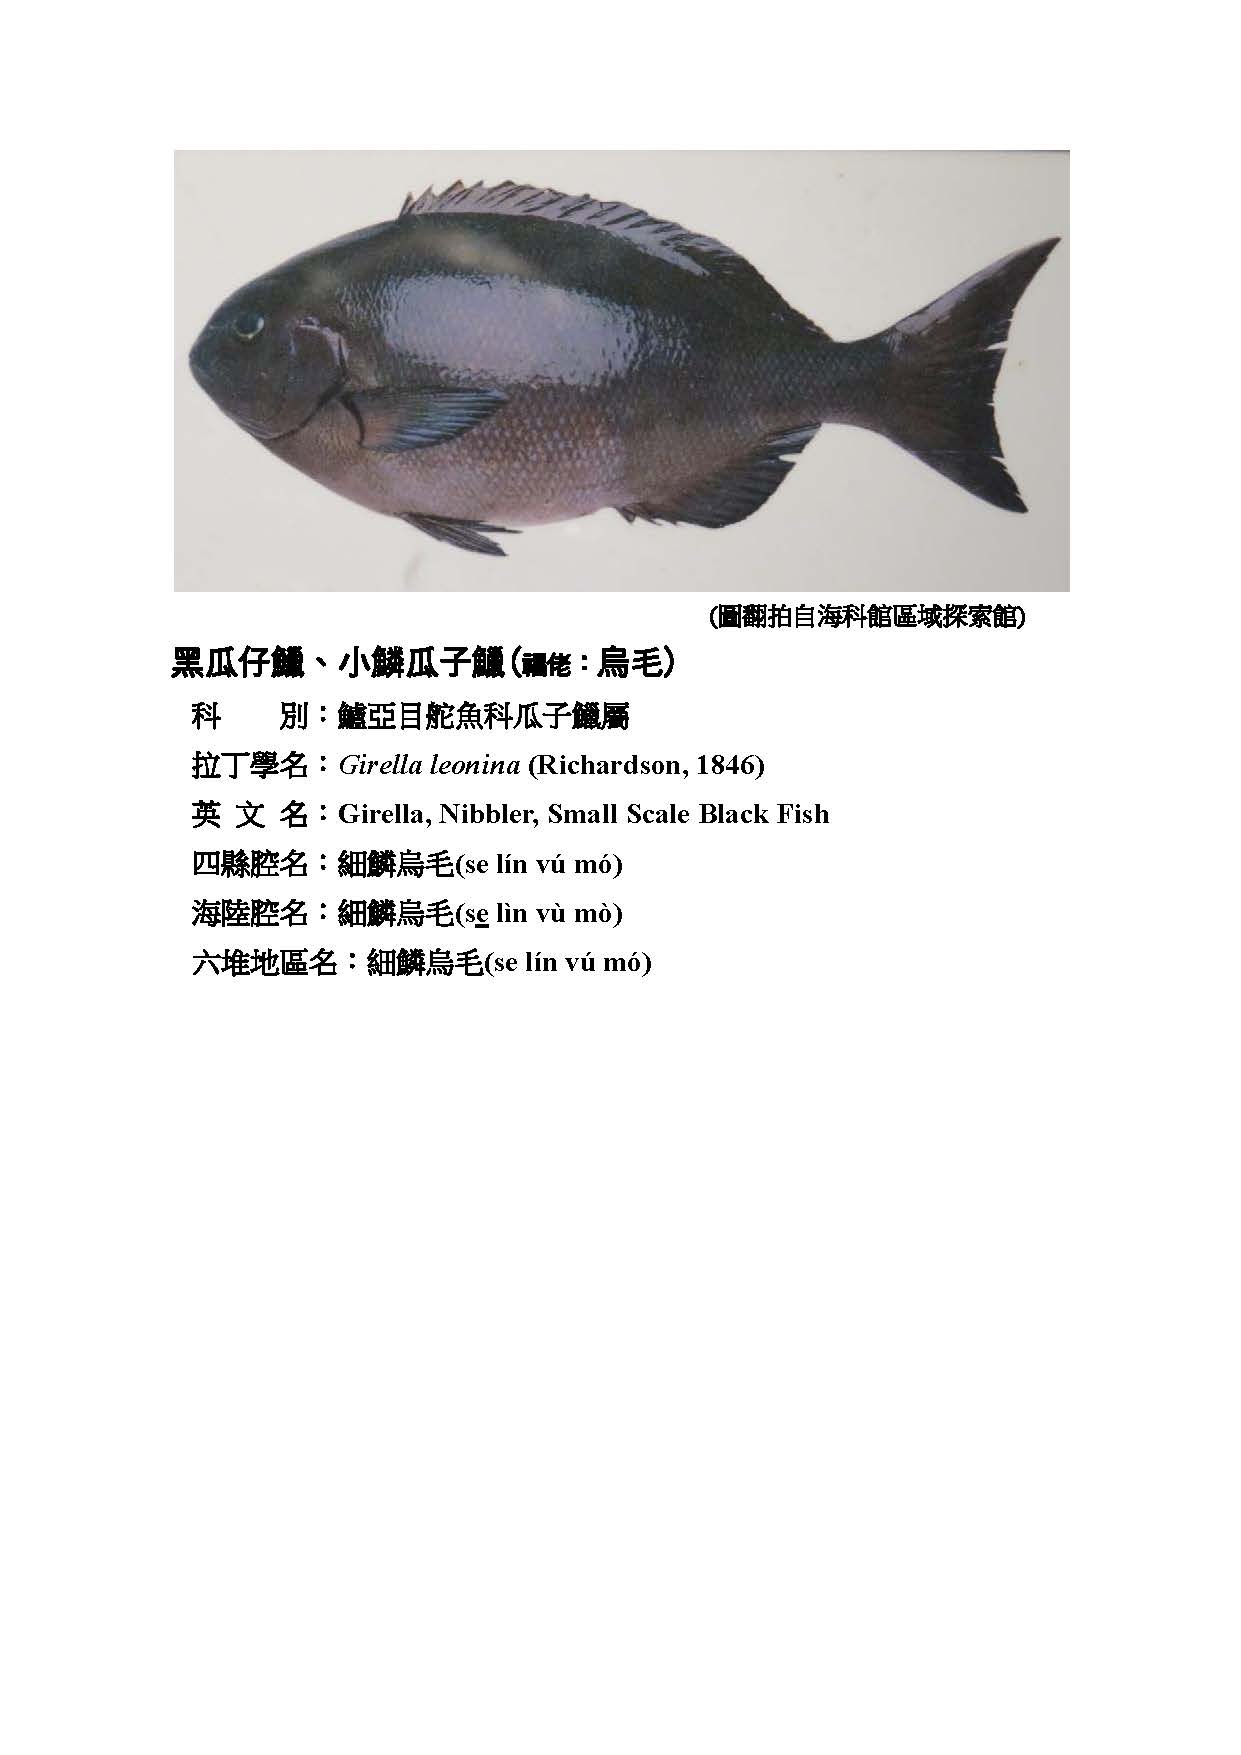 (圖翻拍自海科館區域探索館)
黑瓜仔鱲、小鱗瓜子鱲(福佬：烏毛)
科　　別：鱸亞目舵魚科瓜子鱲屬
拉丁學名：Girella leonina (Richardson, 1846)
英 文 名：Girella, Nibbler, Small Scale Black Fish
四縣腔名：細鱗烏毛(se lín vú mó)
海陸腔名：細鱗烏毛(se lìn vù mò)
六堆地區名：細鱗烏毛(se lín vú mó)